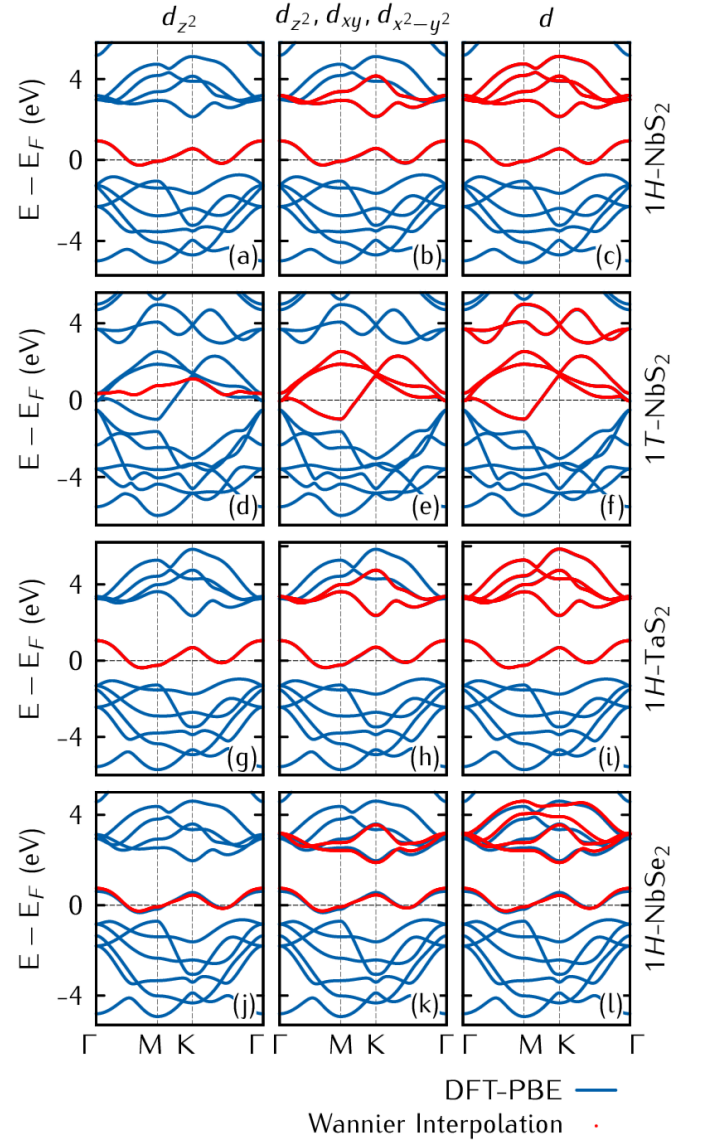 d_{z^2} d_{z^2}, d_{xy}, d_{x^2−y^2} d
E − E_F (eV) 4 0 −4 (a) (b) (c) 1H-NbS₂
E − E_F (eV) 4 0 −4 (d) (e) (f) 1T-NbS₂
E − E_F (eV) 4 0 −4 (g) (h) (i) 1H-TaS₂
E − E_F (eV) 4 0 −4 (j) (k) (l) 1H-NbSe₂
Γ M K Γ M K Γ M K Γ
DFT-PBE
Wannier Interpolation